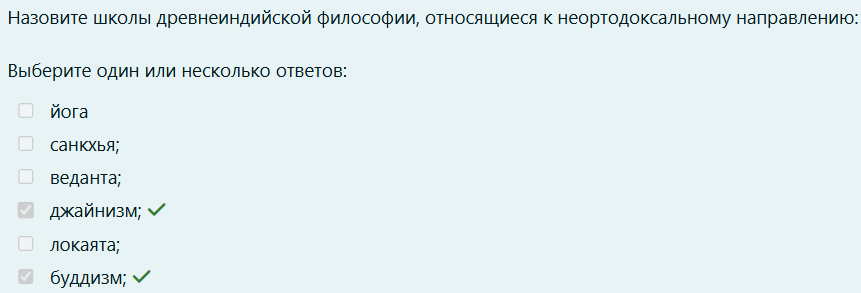 Назовите школы древнеиндийской философии, относящиеся к неортодоксальному направлению:
Выберите один или несколько ответов:
йога
санкхья;
веданта;
джайнизм;
локаята;
буддизм;